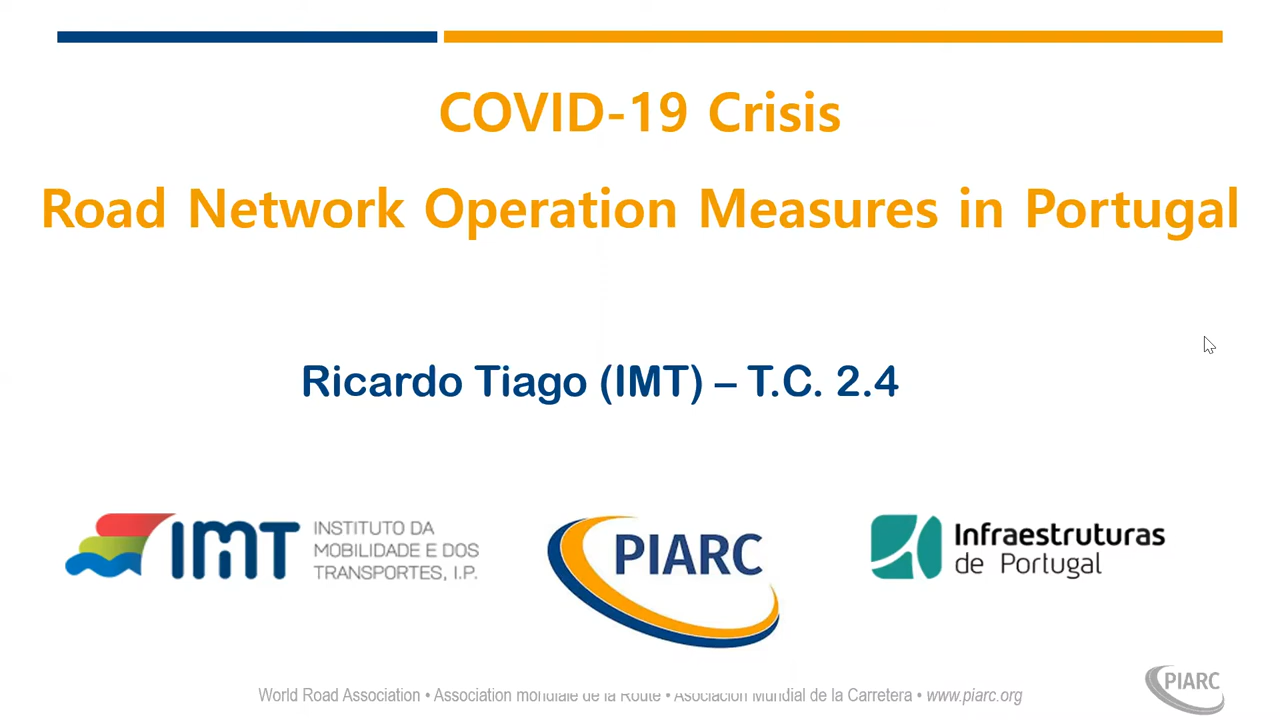 COVID-19 Crisis
Road Network Operation Measures in Portugal
Ricardo Tiago (IMT) – T.C. 2.4
IMT
INSTITUTO DA
MOBILIDADE E DOS
TRANSPORTES, I.P.
PIARC
Infraestruturas
de Portugal
World Road Association • Association mondiale de la Route • Asociación Mundial de la Carretera • www.piarc.org
PIARC